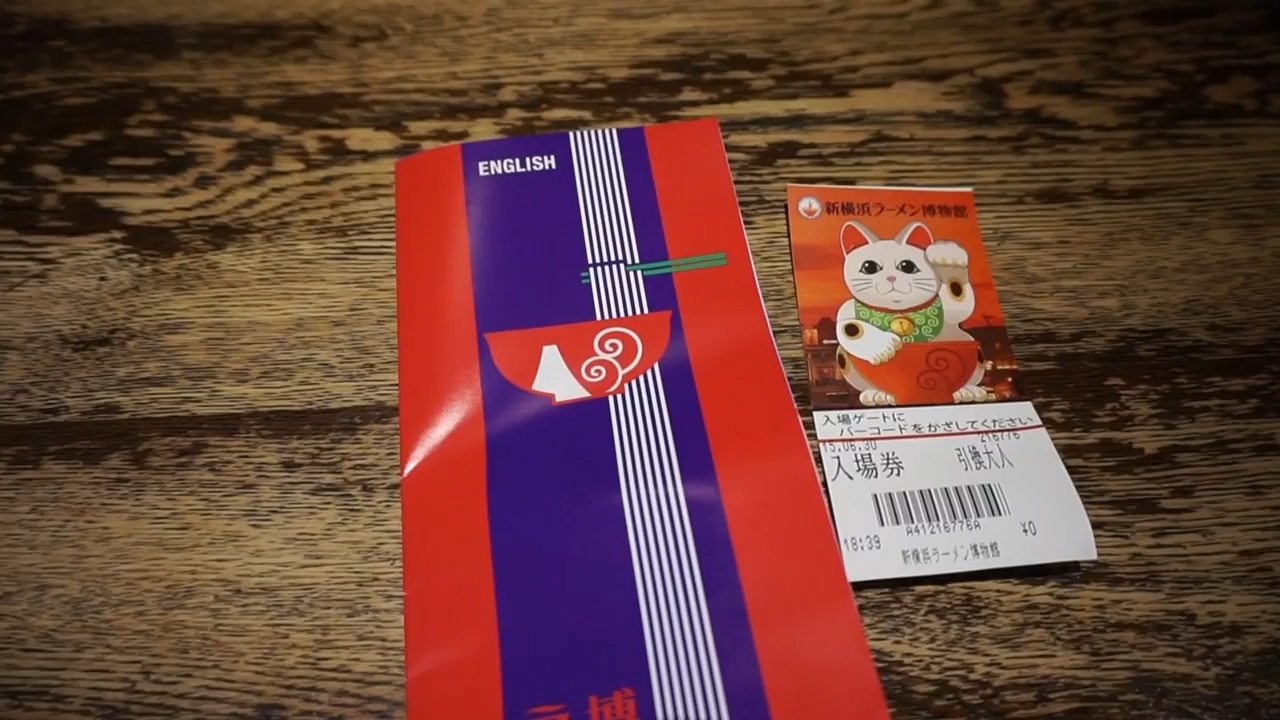 ENGLISH
ラ博
新横浜ラーメン博物館
入場ゲートに
バーコードをかざしてください
15.06.30 216776
入場券 引換大人
A41216776A
¥0
18:39
新横浜ラーメン博物館